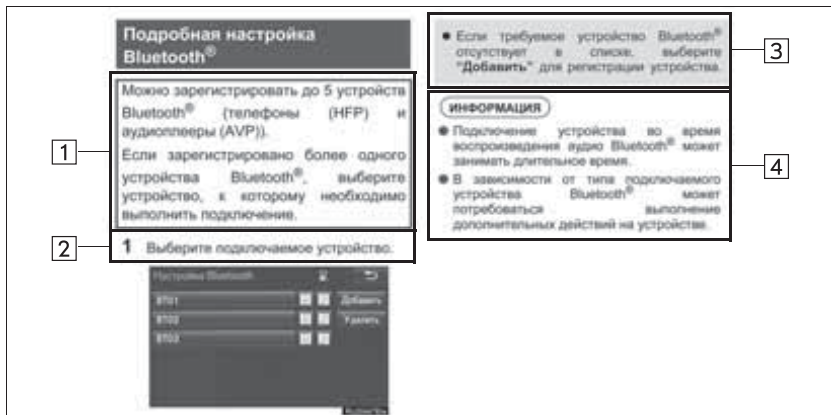 Подробная настройка
Bluetooth®
1
Можно зарегистрировать до 5 устройств
Bluetooth® (телефоны (HFP) и
аудиоплееры (AVP)).
Если зарегистрировано более одного
устройства Bluetooth®, выберите
устройство, к которому необходимо
выполнить подключение.
2
1 Выберите подключаемое устройство.
Настройка Bluetooth
BT01
Добавить
BT02
Удалить
BT03
● Если требуемое устройство Bluetooth®
отсутствует в списке, выберите
"Добавить" для регистрации устройства.
3
ИНФОРМАЦИЯ
● Подключение устройства во время
воспроизведения аудио Bluetooth® может
занимать длительное время.
● В зависимости от типа подключаемого
устройства Bluetooth® может
потребоваться выполнение
дополнительных действий на устройстве.
4